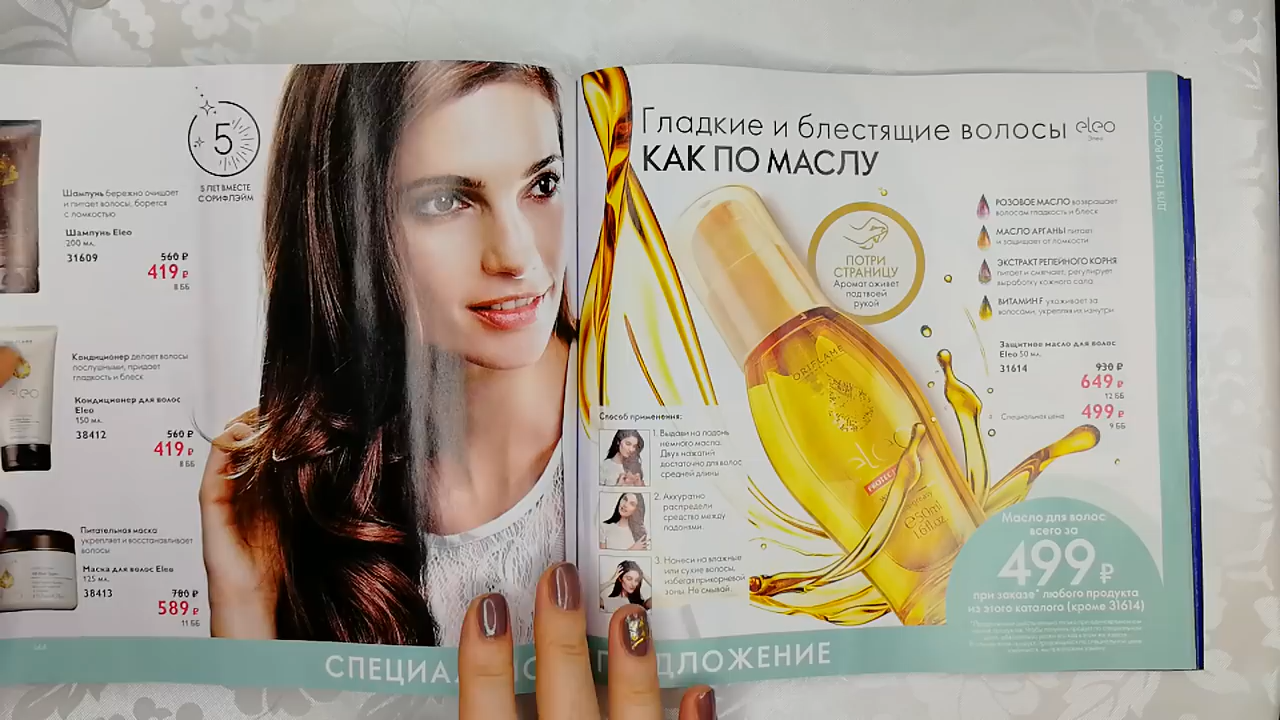 5
5 ЛЕТ ВМЕСТЕ
С ОРИФЛЭЙМ
Шампунь бережно очищает
и питает волосы, борется
с ломкостью
Шампунь Eleo
200 мл.
31609
560 ₽
419 ₽
8 ББ
Кондиционер делает волосы
послушными, придает
гладкость и блеск
Кондиционер для волос
Eleo
150 мл.
38412
560 ₽
419 ₽
8 ББ
eleo
Питательная маска
укрепляет и восстанавливает
волосы
Маска для волос Eleo
125 мл.
38413
780 ₽
589 ₽
11 ББ
Гладкие и блестящие волосы
КАК ПО МАСЛУ
eleo
ДЛЯ ТЕЛА И ВОЛОС
ПОТРИ
СТРАНИЦУ
Аромат оживет
под твоей
рукой
РОЗОВОЕ МАСЛО возвращает
волосам гладкость и блеск
МАСЛО АРГАНЫ питает
и защищает от ломкости
ЭКСТРАКТ РЕПЕЙНОГО КОРНЯ
питает и смягчает, регулирует
выработку кожного сала
ВИТАМИН F ухаживает за
волосами, укрепляя их изнутри
Защитное масло для волос
Eleo 50 мл.
31614
930 ₽
649 ₽
12 ББ
Специальная цена
499 ₽
9 ББ
ORIFLAME
PROTECT
e50ml
1.6fl.oz.
Способ применения:
1. Выдави на ладонь
немного масла.
Двух нажатий
достаточно для волос
средней длины
2. Аккуратно
распредели
средство между
ладонями.
3. Нанеси на влажные
или сухие волосы,
избегая прикорневой
зоны. Не смывай.
Масло для волос
всего за
499 ₽
при заказе* любого продукта
из этого каталога (кроме 31614)